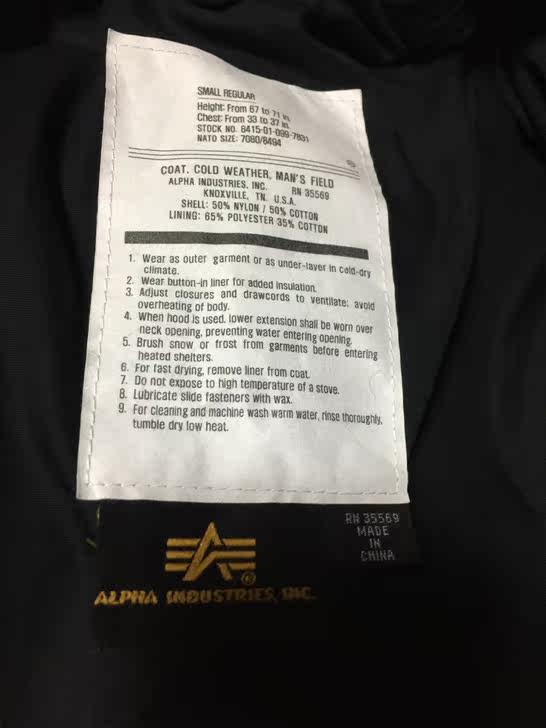 SMALL REGULAR
Height: From 67 to 71 in
Chest: From 33 to 37 in.
STOCK NO. 8415-01-099-7831
NATO SIZE: 7080/8494
COAT, COLD WEATHER, MAN'S FIELD
ALPHA INDUSTRIES, INC. RN 35569
KNOXVILLE, TN. U.S.A.
SHELL: 50% NYLON / 50% COTTON
LINING: 65% POLYESTER 35% COTTON
1. Wear as outer garment or as under-layer in cold-dry
climate.
2. Wear button-in liner for added insulation.
3. Adjust closures and drawcords to ventilate; avoid
overheating of body.
4. When hood is used, lower extension shall be worn over
neck opening, preventing water entering opening.
5. Brush snow or frost from garments before entering
heated shelters.
6. For fast drying, remove liner from coat.
7. Do not expose to high temperature of a stove.
8. Lubricate slide fasteners with wax.
9. For cleaning and machine wash warm water, rinse thoroughly,
tumble dry low heat.
RN 35569
MADE
IN
CHINA
®
ALPHA INDUSTRIES, INC.